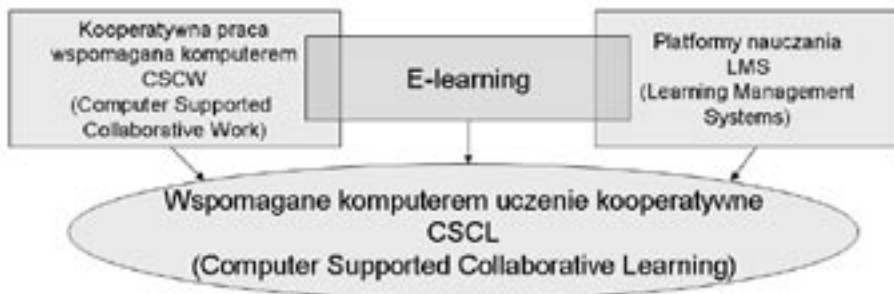 Kooperatywna praca
wspomagana komputerem
CSCW
(Computer Supported
Collaborative Work)
E-learning
Platformy nauczania
LMS
(Learning Management
Systems)
Wspomagane komputerem uczenie kooperatywne
CSCL
(Computer Supported Collaborative Learning)